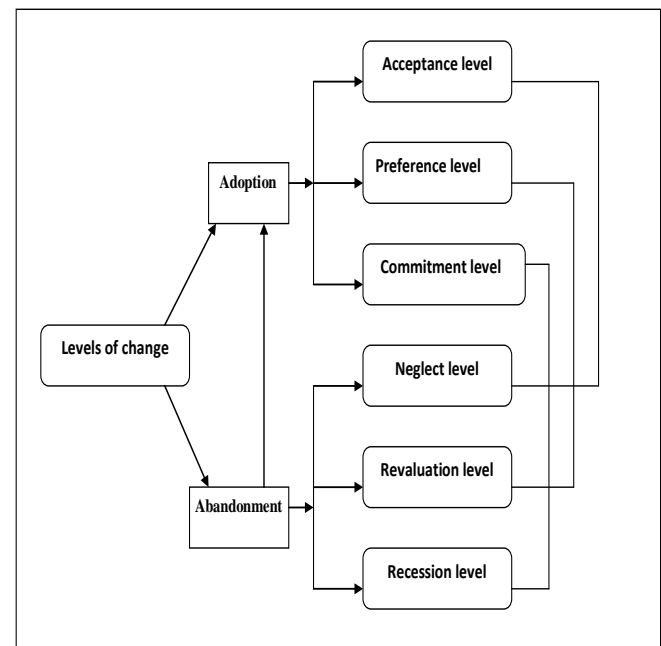 Acceptance level
Adoption
Preference level
Commitment level
Levels of change
Neglect level
Revaluation level
Abandonment
Recession level